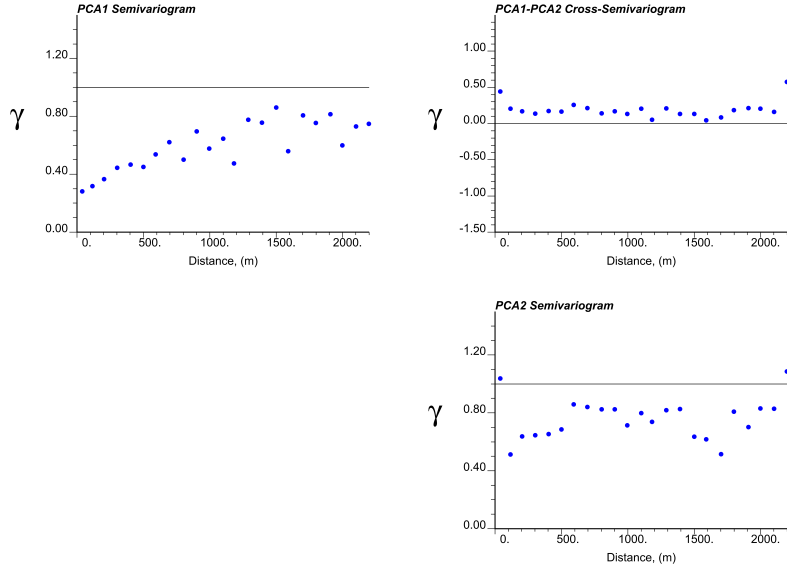 PCA1 Semivariogram
1.20
γ
0.80
0.40
0.00
0. 500. 1000. 1500. 2000.
Distance, (m)
PCA1-PCA2 Cross-Semivariogram
1.00
0.50
γ
0.00
-0.50
-1.00
-1.50
0. 500. 1000. 1500. 2000.
Distance, (m)
PCA2 Semivariogram
1.20
γ
0.80
0.40
0.00
0. 500. 1000. 1500. 2000.
Distance, (m)